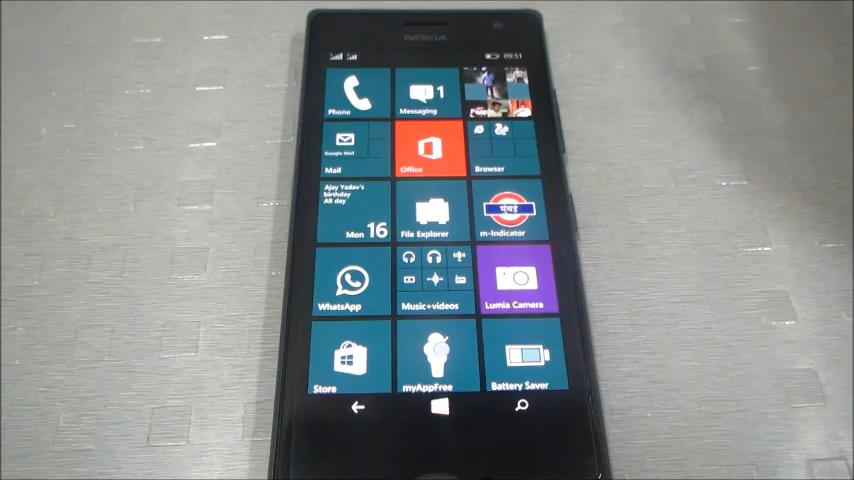 NOKIA
09:51
Phone
1
Messaging
Google Mail
Mail
Office
Browser
Ajay Yadav's
birthday
All day
Mon 16
File Explorer
मुंबई
m-Indicator
WhatsApp
Music+videos
Lumia Camera
Store
myAppFree
Battery Saver